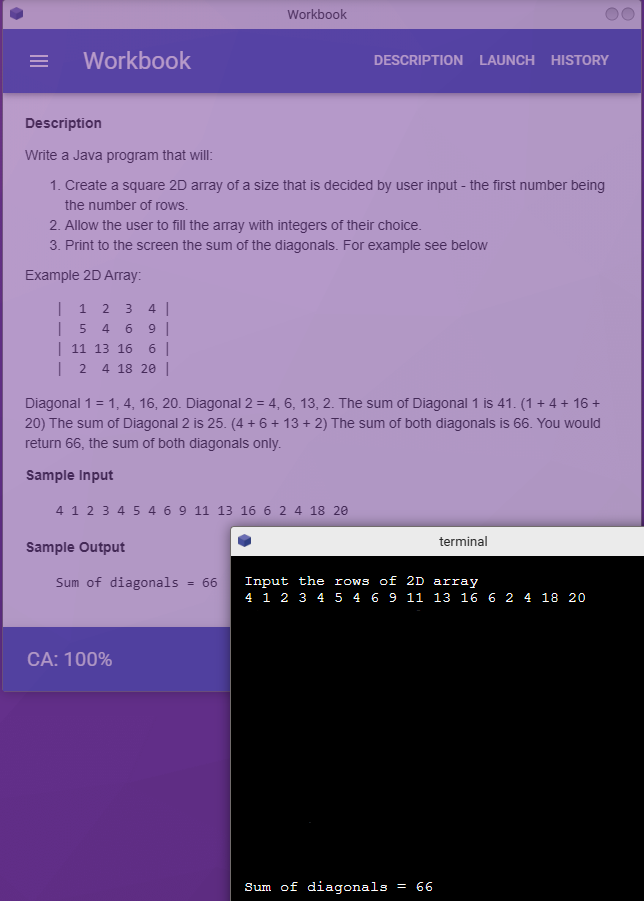 Workbook
Workbook
DESCRIPTION LAUNCH HISTORY
Description
Write a Java program that will:
1. Create a square 2D array of a size that is decided by user input - the first number being
the number of rows.
2. Allow the user to fill the array with integers of their choice.
3. Print to the screen the sum of the diagonals. For example see below
Example 2D Array:
| 1 2 3 4 |
| 5 4 6 9 |
| 11 13 16 6 |
| 2 4 18 20 |
Diagonal 1 = 1, 4, 16, 20. Diagonal 2 = 4, 6, 13, 2. The sum of Diagonal 1 is 41. (1 + 4 + 16 +
20) The sum of Diagonal 2 is 25. (4 + 6 + 13 + 2) The sum of both diagonals is 66. You would
return 66, the sum of both diagonals only.
Sample Input
4 1 2 3 4 5 4 6 9 11 13 16 6 2 4 18 20
Sample Output
Sum of diagonals = 66
CA: 100%
terminal
Input the rows of 2D array
4 1 2 3 4 5 4 6 9 11 13 16 6 2 4 18 20
Sum of diagonals = 66